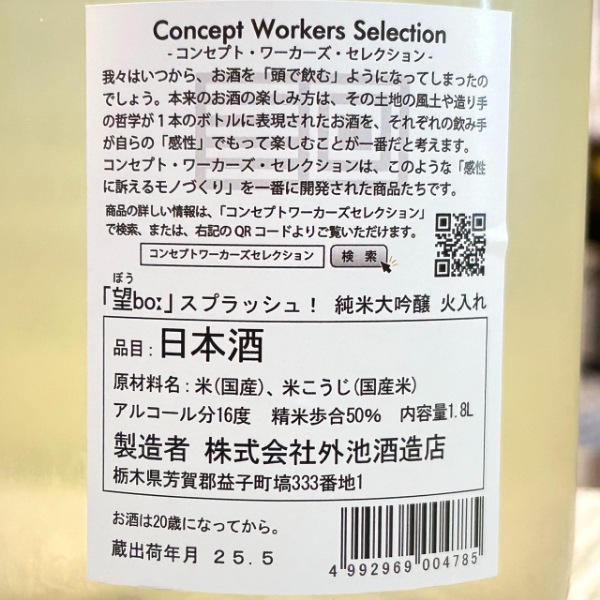 Concept Workers Selection
-コンセプト・ワーカーズ・セレクション-
我々はいつから、お酒を「頭で飲む」ようになってしまったの
でしょう。本来のお酒の楽しみ方は、その土地の風土や造り手
の哲学が1本のボトルに表現されたお酒を、それぞれの飲み手
が自らの「感性」でもって楽しむことが一番だと考えます。
コンセプト・ワーカーズ・セレクションは、このような「感性
に訴えるモノづくり」を一番に開発された商品たちです。
商品の詳しい情報は、「コンセプトワーカーズセレクション」
で検索、または、右記のQRコードよりご覧いただけます。
コンセプトワーカーズセレクション 検索
ぼう
「望bo:」スプラッシュ! 純米大吟醸 火入れ
品目:日本酒
原材料名:米(国産)、米こうじ(国産米)
アルコール分16度 精米歩合50% 内容量1.8L
製造者 株式会社外池酒造店
栃木県芳賀郡益子町塙333番地1
お酒は20歳になってから。
蔵出荷年月 25.5
4 992969 004785